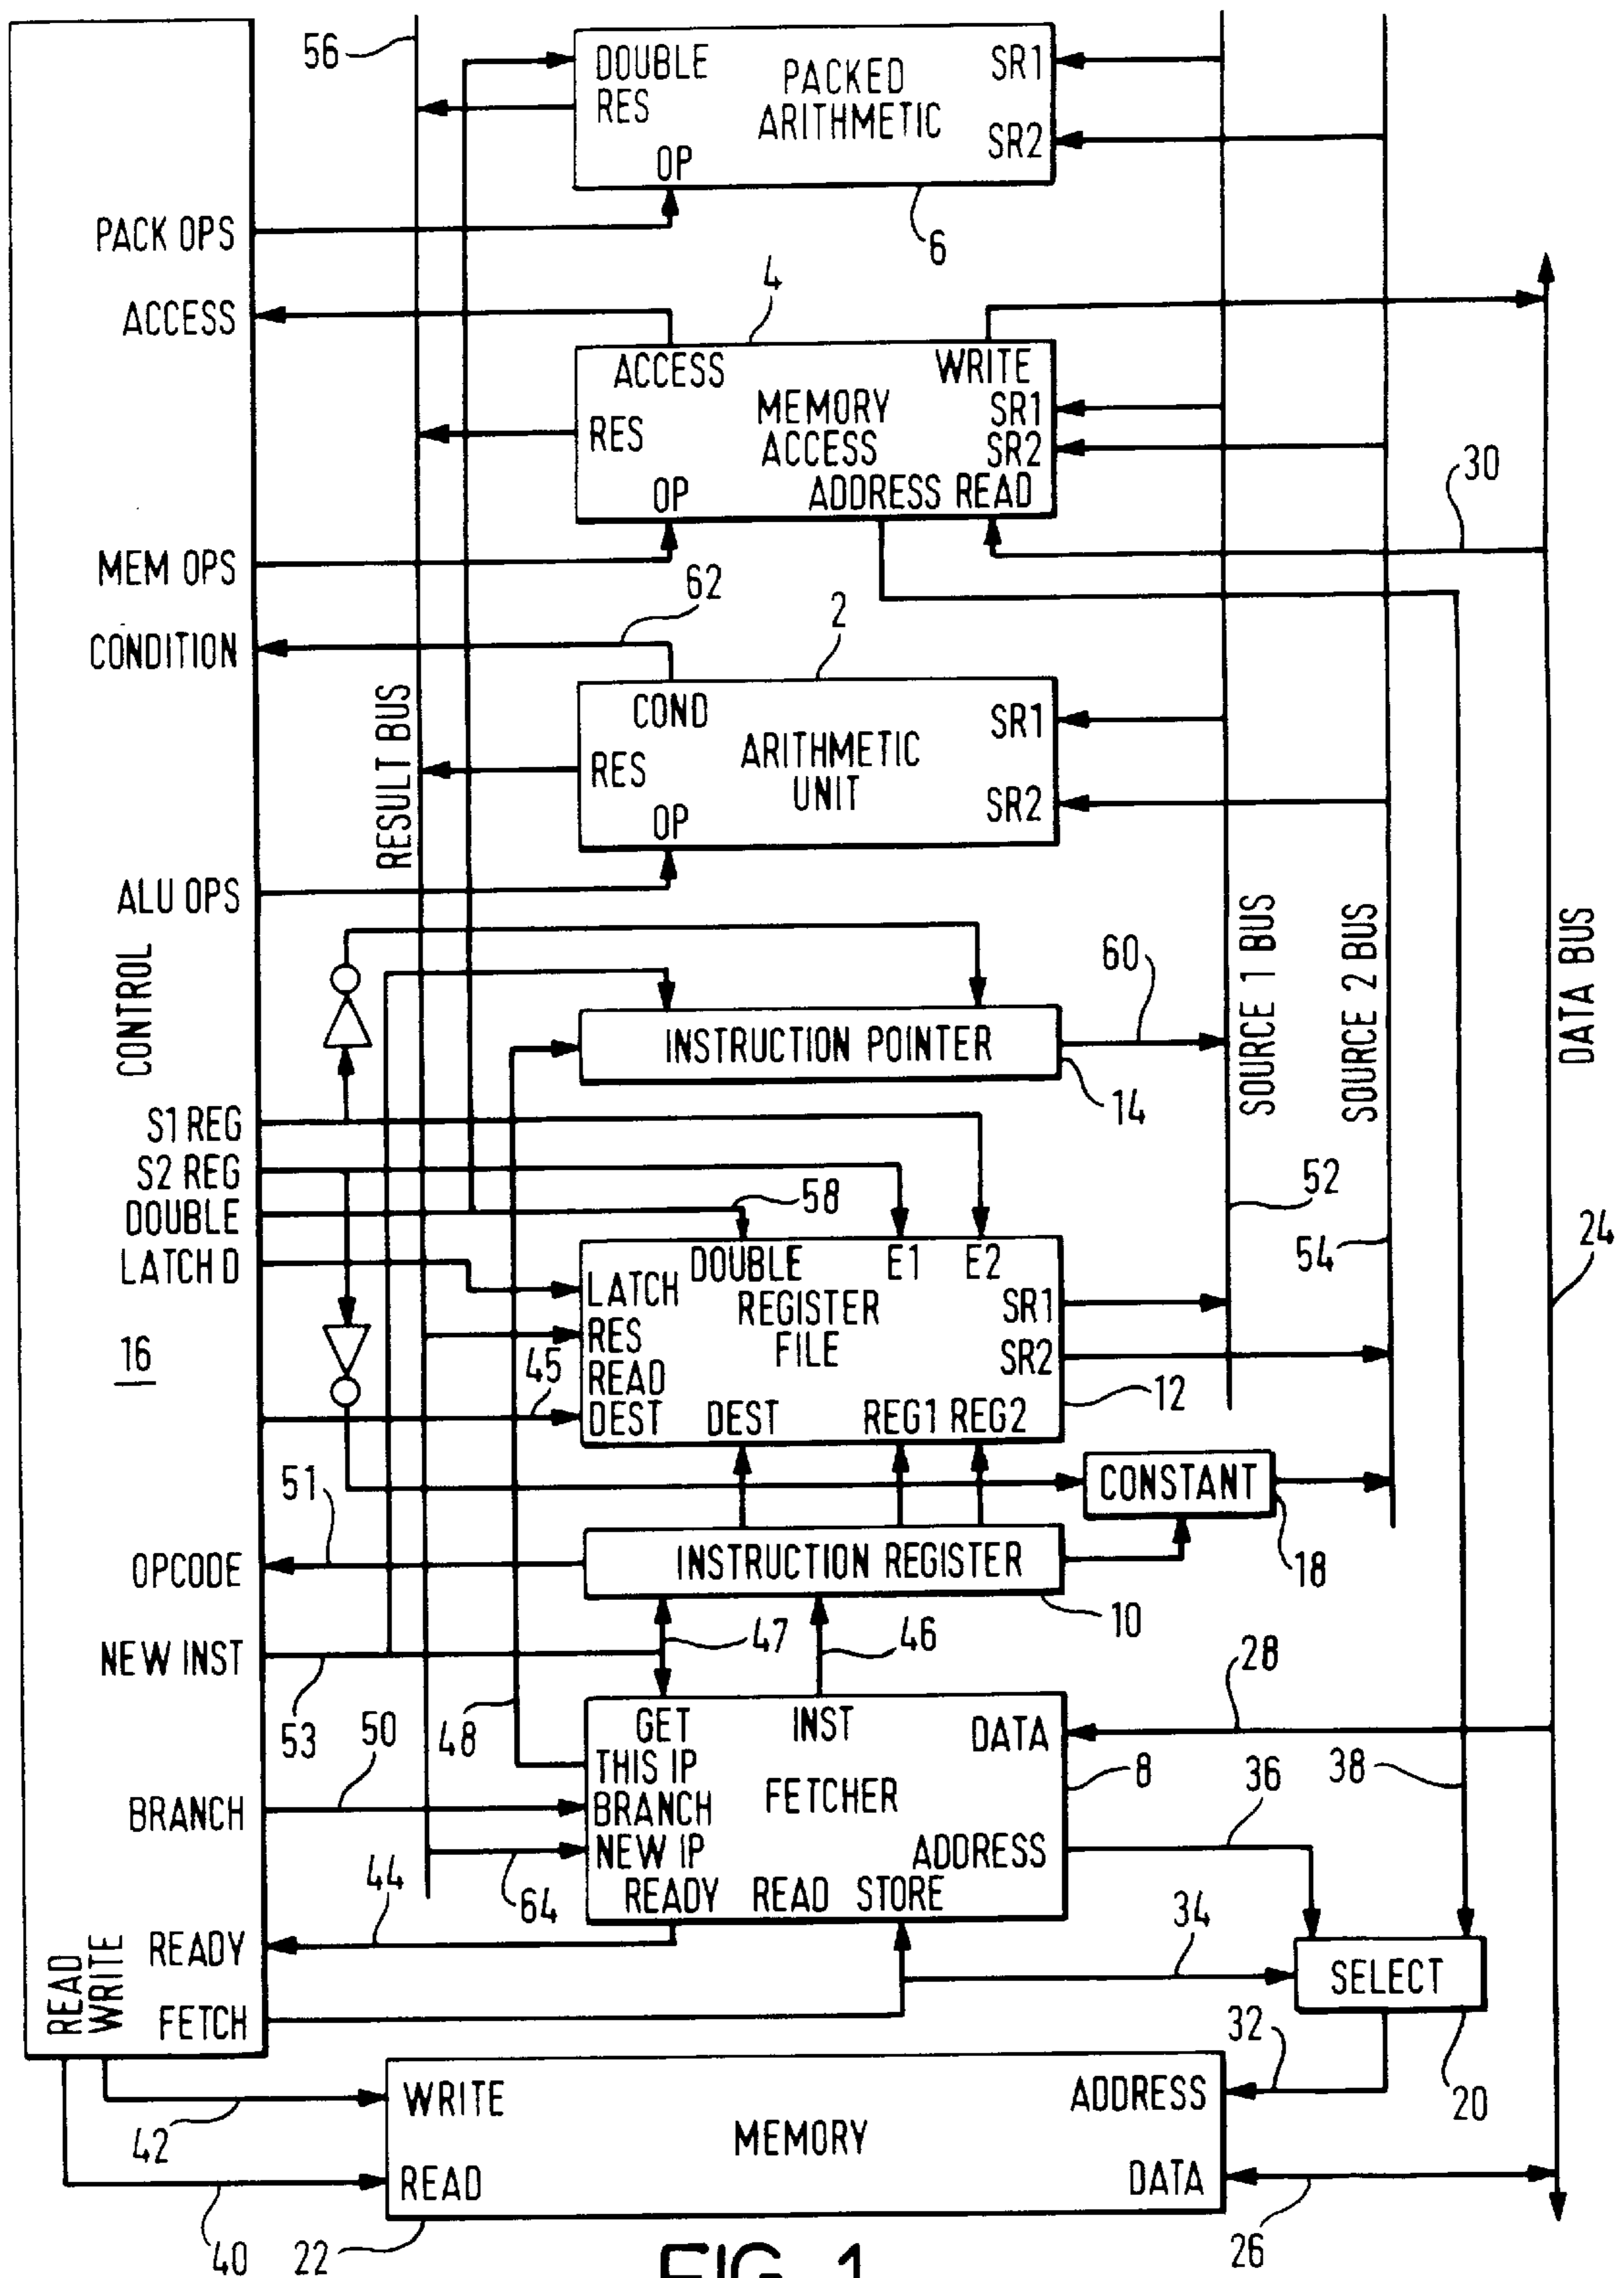 56
DOUBLE
RES
OP
PACKED
ARITHMETIC
SR1
SR2
PACK OPS
6
ACCESS
4
ACCESS
WRITE
RES
MEMORY
ACCESS
SR1
SR2
OP
ADDRESS READ
30
MEM OPS
62
CONDITION
2
COND
RES
ARITHMETIC
UNIT
SR1
SR2
OP
RESULT BUS
ALU OPS
CONTROL
60
SOURCE 1 BUS
SOURCE 2 BUS
DATA BUS
INSTRUCTION POINTER
14
S1 REG
S2 REG
DOUBLE
LATCH D
58
52
54
24
DOUBLE
E1
E2
LATCH
REGISTER
FILE
SR1
RES
SR2
READ
DEST
DEST
REG1 REG2
16
45
12
51
CONSTANT
18
OPCODE
INSTRUCTION REGISTER
10
NEW INST
53
47
46
28
48
50
GET
INST
DATA
THIS IP
8
36
38
BRANCH
BRANCH
FETCHER
NEW IP
ADDRESS
READY
READ
STORE
44
64
34
READY
READ
WRITE
FETCH
SELECT
32
20
WRITE
ADDRESS
42
MEMORY
READ
DATA
40
22
26
FIG. 1